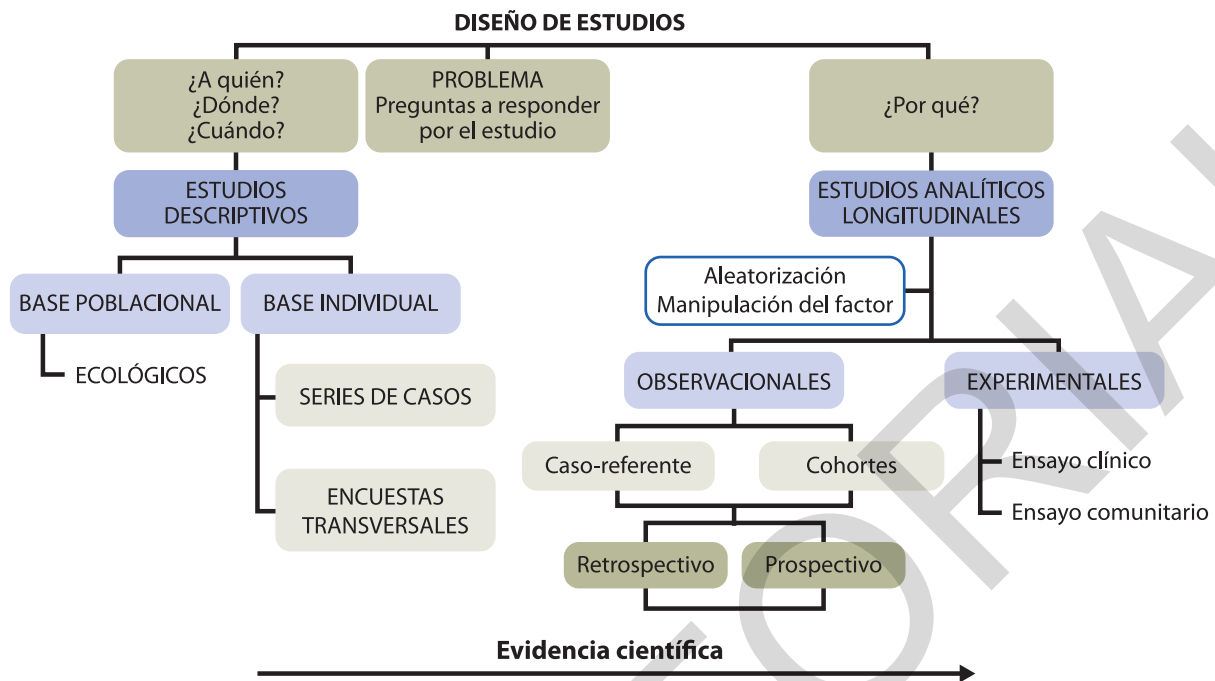 DISEÑO DE ESTUDIOS
¿A quién?
¿Dónde?
¿Cuándo?
PROBLEMA
Preguntas a responder
por el estudio
¿Por qué?
ESTUDIOS
DESCRIPTIVOS
ESTUDIOS ANALÍTICOS
LONGITUDINALES
Aleatorización
Manipulación del factor
BASE POBLACIONAL
BASE INDIVIDUAL
ECOLÓGICOS
SERIES DE CASOS
ENCUESTAS
TRANSVERSALES
OBSERVACIONALES
EXPERIMENTALES
Caso-referente
Cohortes
Ensayo clínico
Ensayo comunitario
Retrospectivo
Prospectivo
Evidencia científica
TORIAL